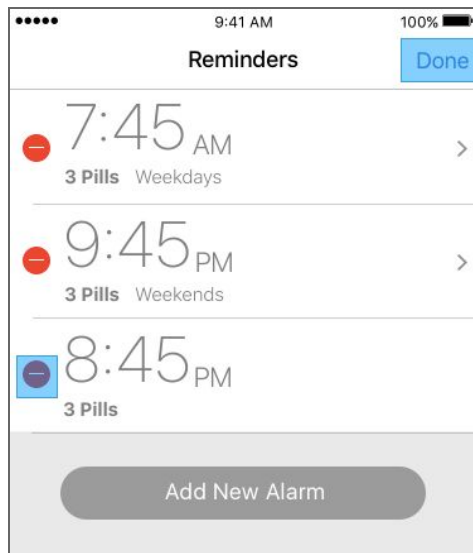 9:41 AM 100%
Reminders Done
7:45 AM
3 Pills Weekdays
9:45 PM
3 Pills Weekends
8:45 PM
3 Pills
Add New Alarm